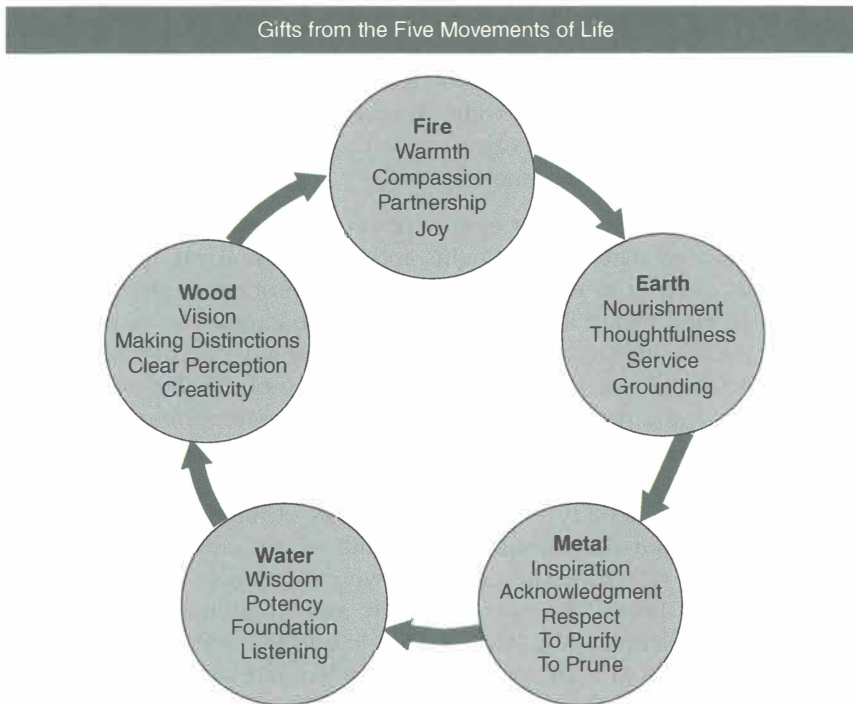 Gifts from the Five Movements of Life
Fire
Warmth
Compassion
Partnership
Joy
Earth
Nourishment
Thoughtfulness
Service
Grounding
Metal
Inspiration
Acknowledgment
Respect
To Purify
To Prune
Water
Wisdom
Potency
Foundation
Listening
Wood
Vision
Making Distinctions
Clear Perception
Creativity